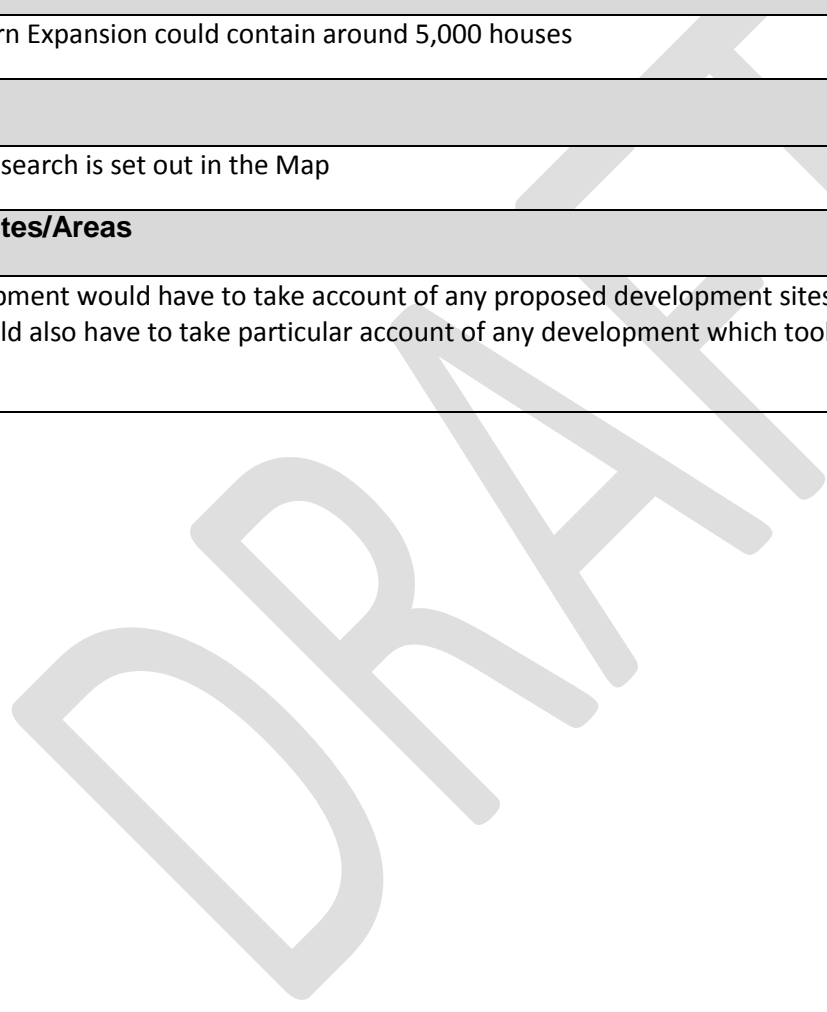 rn Expansion could contain around 5,000 houses
search is set out in the Map
tes/Areas
pment would have to take account of any proposed development sites
ld also have to take particular account of any development which took
DRAFT